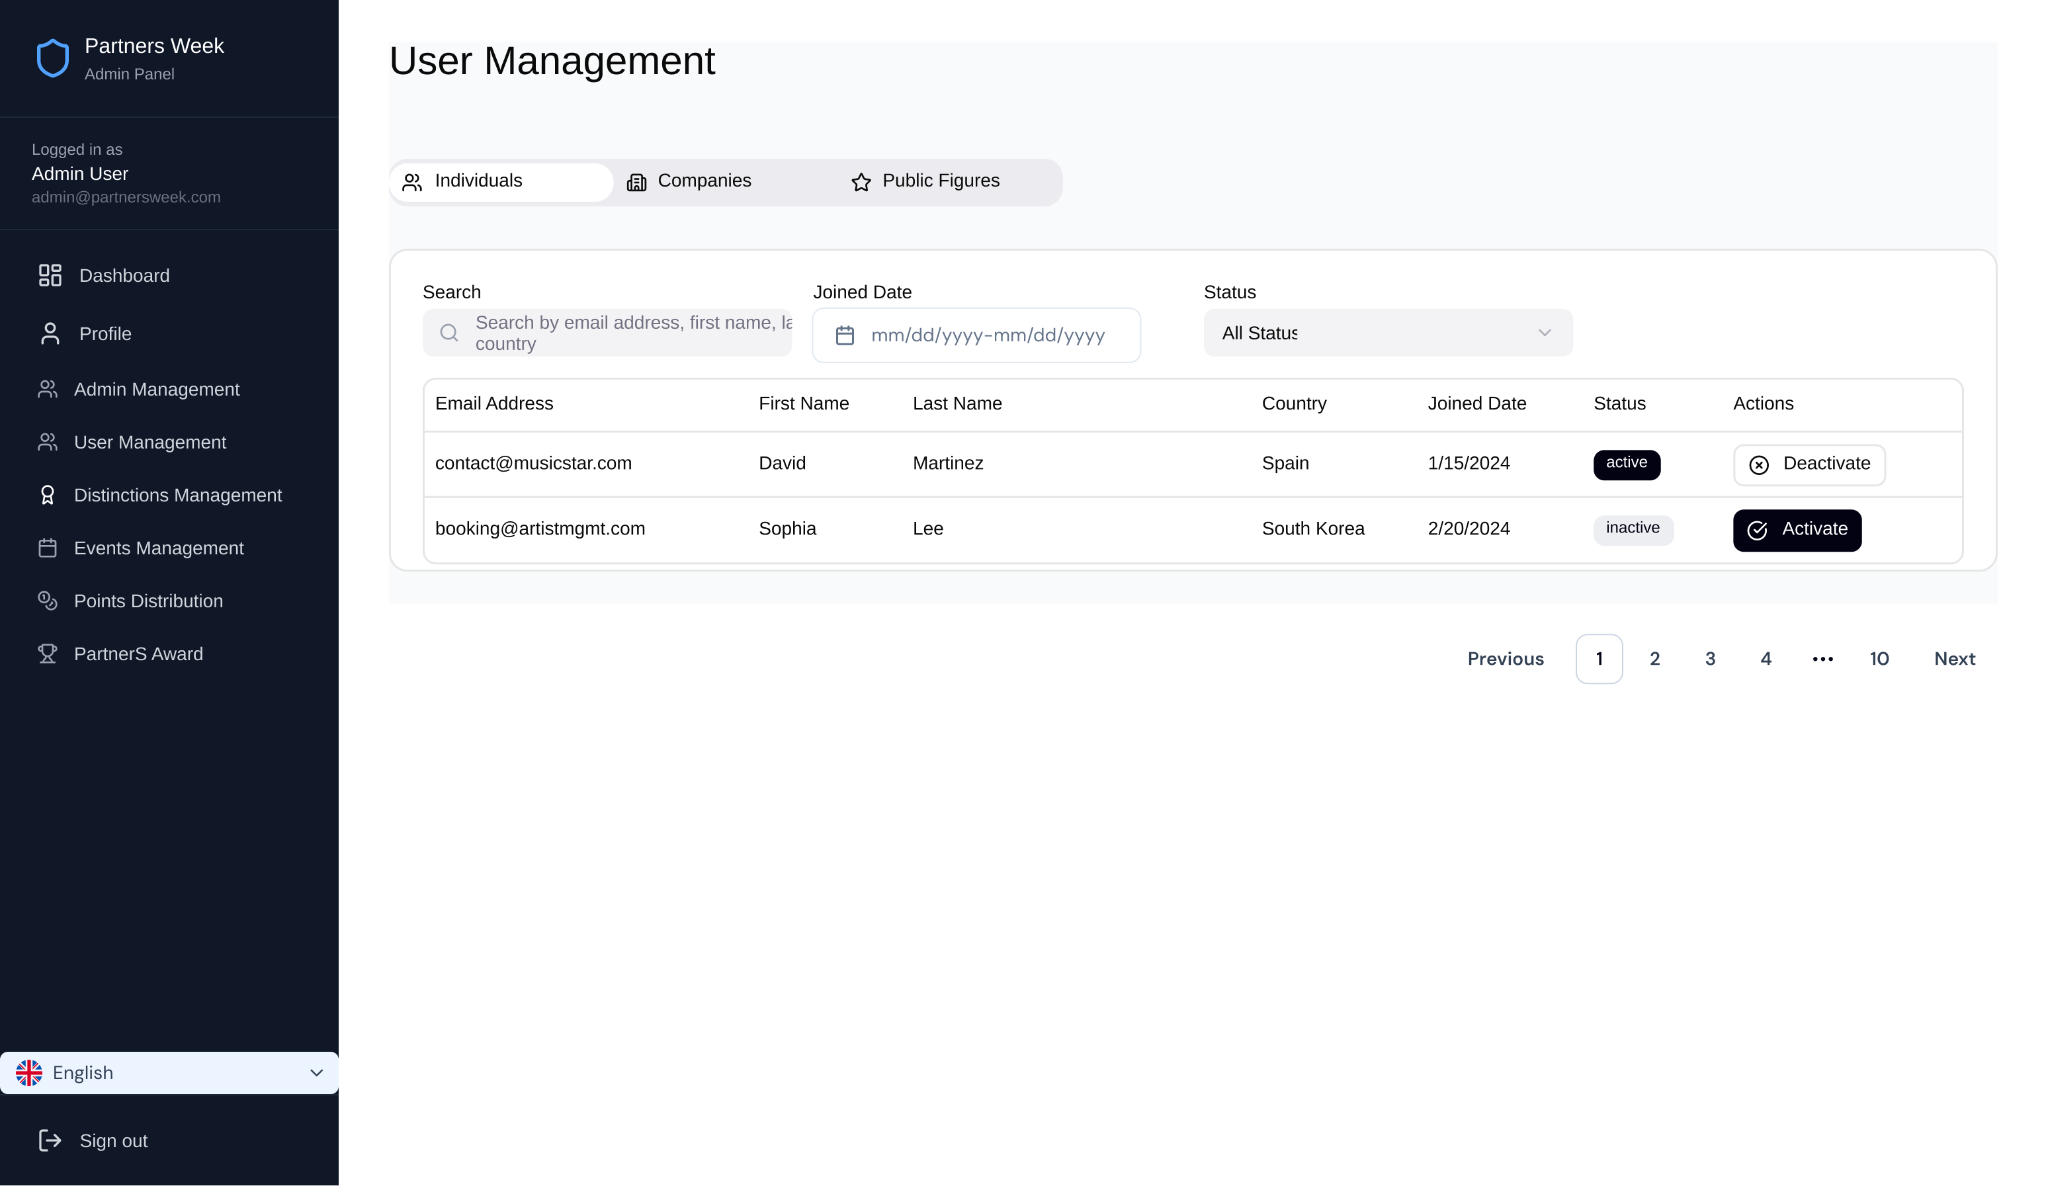 Partners Week
Admin Panel
Logged in as
Admin User
admin@partnersweek.com
Dashboard
Profile
Admin Management
User Management
Distinctions Management
Events Management
Points Distribution
PartnerS Award
English
Sign out
User Management
Individuals
Companies
Public Figures
Search
Joined Date
Status
Search by email address, first name, la
country
mm/dd/yyyy-mm/dd/yyyy
All Status
Email Address First Name Last Name Country Joined Date Status Actions
contact@musicstar.com David Martinez Spain 1/15/2024 active Deactivate
booking@artistmgmt.com Sophia Lee South Korea 2/20/2024 inactive Activate
Previous 1 2 3 4 ••• 10 Next